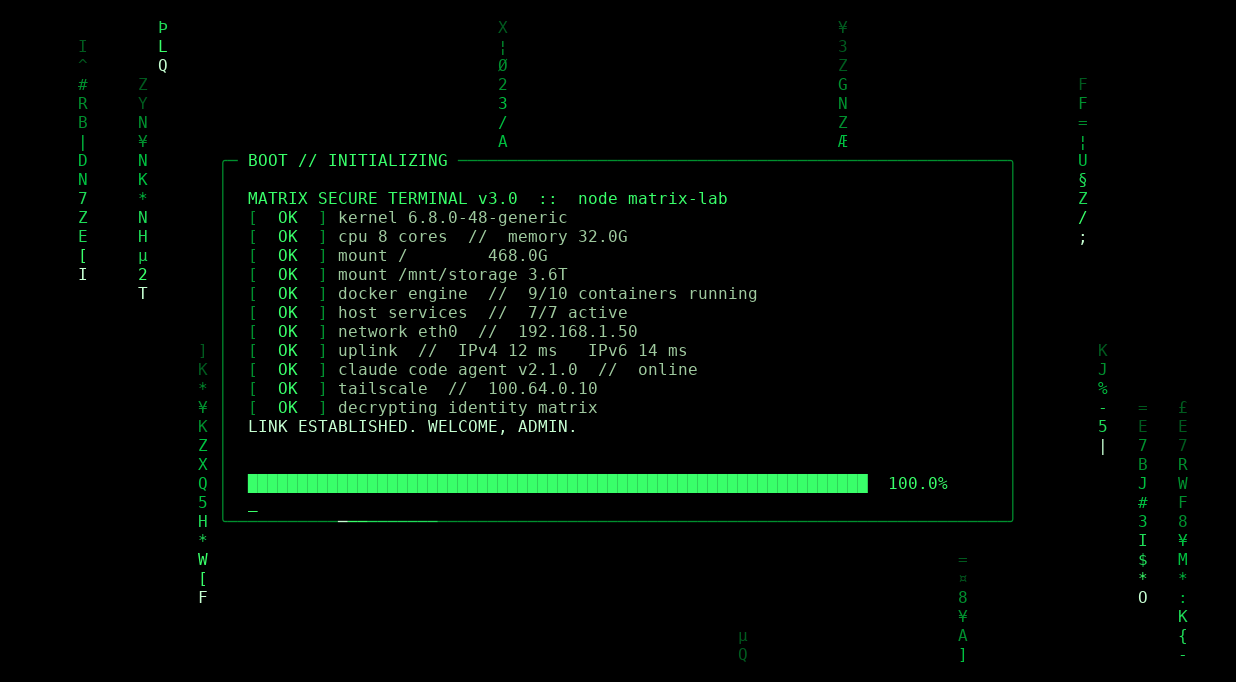 BOOT // INITIALIZING
MATRIX SECURE TERMINAL v3.0  ::  node matrix-lab
[  OK  ] kernel 6.8.0-48-generic
[  OK  ] cpu 8 cores  //  memory 32.0G
[  OK  ] mount /        468.0G
[  OK  ] mount /mnt/storage 3.6T
[  OK  ] docker engine  //  9/10 containers running
[  OK  ] host services  //  7/7 active
[  OK  ] network eth0  //  192.168.1.50
[  OK  ] uplink  //  IPv4 12 ms   IPv6 14 ms
[  OK  ] claude code agent v2.1.0  //  online
[  OK  ] tailscale  //  100.64.0.10
[  OK  ] decrypting identity matrix
LINK ESTABLISHED. WELCOME, ADMIN.
100.0%
_